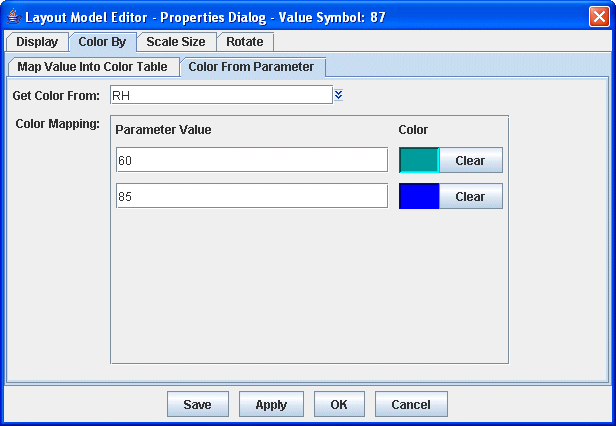 Layout Model Editor - Properties Dialog - Value Symbol: 87
Display Color By Scale Size Rotate
Map Value Into Color Table Color From Parameter
Get Color From: RH
Color Mapping: Parameter Value Color
60 Clear
85 Clear
Save Apply OK Cancel